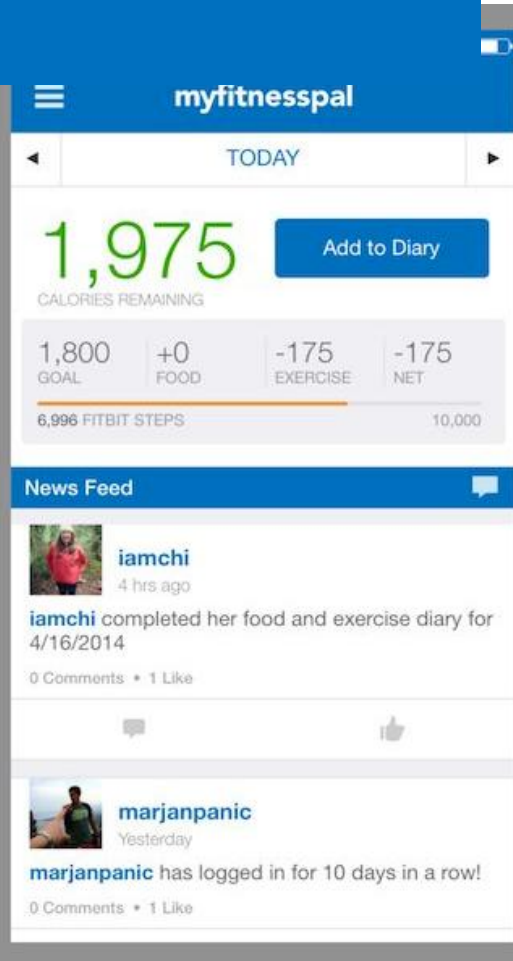 myfitnesspal
TODAY
1,975
CALORIES REMAINING
Add to Diary
1,800 +0 -175 -175
GOAL FOOD EXERCISE NET
6,996 FITBIT STEPS 10,000
News Feed
iamchi
4 hrs ago
iamchi completed her food and exercise diary for
4/16/2014
0 Comments • 1 Like
marjanpanic
Yesterday
marjanpanic has logged in for 10 days in a row!
0 Comments • 1 Like